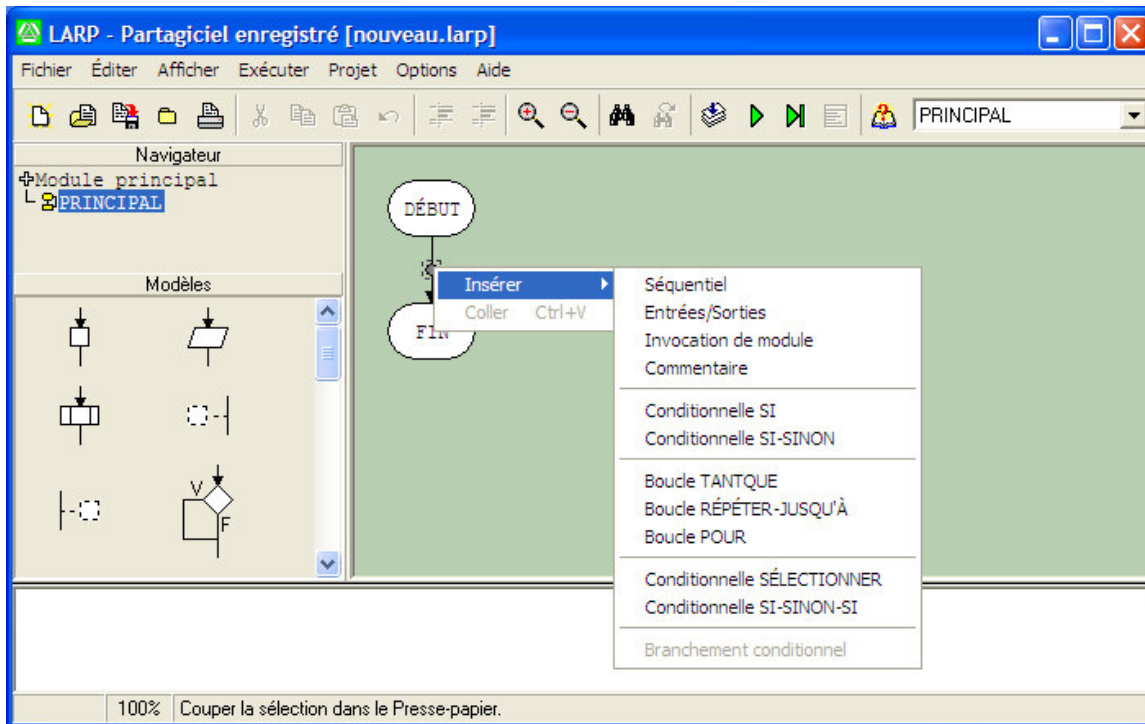 LARP - Partagiciel enregistré [nouveau.larp]
Fichier Éditer Afficher Exécuter Projet Options Aide
PRINCIPAL
Navigateur
Module principal
PRINCIPAL
Modèles
V
F
DÉBUT
FIN
Insérer
Coller Ctrl+V
Séquentiel
Entrées/Sorties
Invocation de module
Commentaire
Conditionnelle SI
Conditionnelle SI-SINON
Boucle TANTQUE
Boucle RÉPÉTER-JUSQU'À
Boucle POUR
Conditionnelle SÉLECTIONNER
Conditionnelle SI-SINON-SI
Branchement conditionnel
100% Couper la sélection dans le Presse-papier.